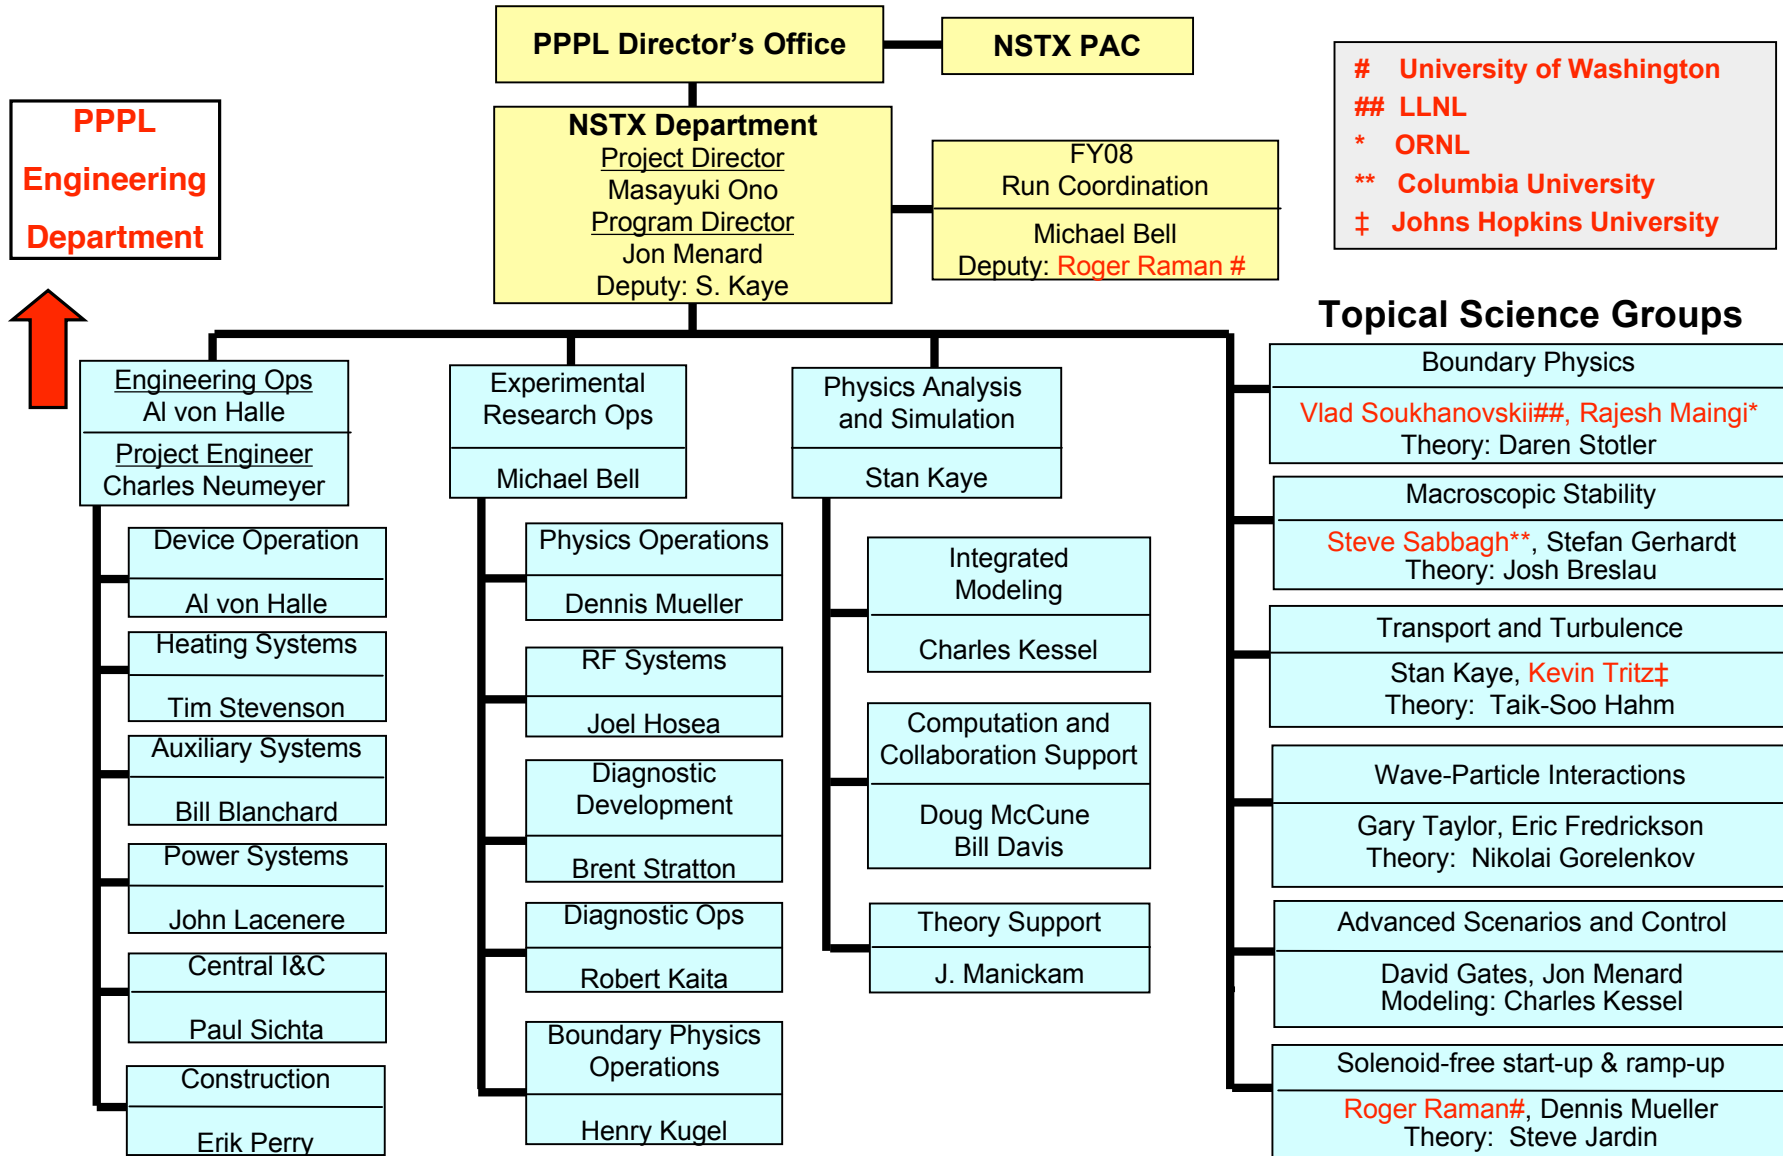 PPPL Director's Office
NSTX PAC
# University of Washington
## LLNL
* ORNL
** Columbia University
‡ Johns Hopkins University
PPPL
Engineering
Department
NSTX Department
Project Director
Masayuki Ono
Program Director
Jon Menard
Deputy: S. Kaye
FY08
Run Coordination
Michael Bell
Deputy: Roger Raman #
Engineering Ops
Al von Halle
Project Engineer
Charles Neumeyer
Device Operation
Al von Halle
Heating Systems
Tim Stevenson
Auxiliary Systems
Bill Blanchard
Power Systems
John Lacenere
Central I&C
Paul Sichta
Construction
Erik Perry
Experimental
Research Ops
Michael Bell
Physics Operations
Dennis Mueller
RF Systems
Joel Hosea
Diagnostic
Development
Brent Stratton
Diagnostic Ops
Robert Kaita
Boundary Physics
Operations
Henry Kugel
Physics Analysis
and Simulation
Stan Kaye
Integrated
Modeling
Charles Kessel
Computation and
Collaboration Support
Doug McCune
Bill Davis
Theory Support
J. Manickam
Topical Science Groups
Boundary Physics
Vlad Soukhanovskii##, Rajesh Maingi*
Theory: Daren Stotler
Macroscopic Stability
Steve Sabbagh**, Stefan Gerhardt
Theory: Josh Breslau
Transport and Turbulence
Stan Kaye, Kevin Tritz‡
Theory: Taik-Soo Hahm
Wave-Particle Interactions
Gary Taylor, Eric Fredrickson
Theory: Nikolai Gorelenkov
Advanced Scenarios and Control
David Gates, Jon Menard
Modeling: Charles Kessel
Solenoid-free start-up & ramp-up
Roger Raman#, Dennis Mueller
Theory: Steve Jardin